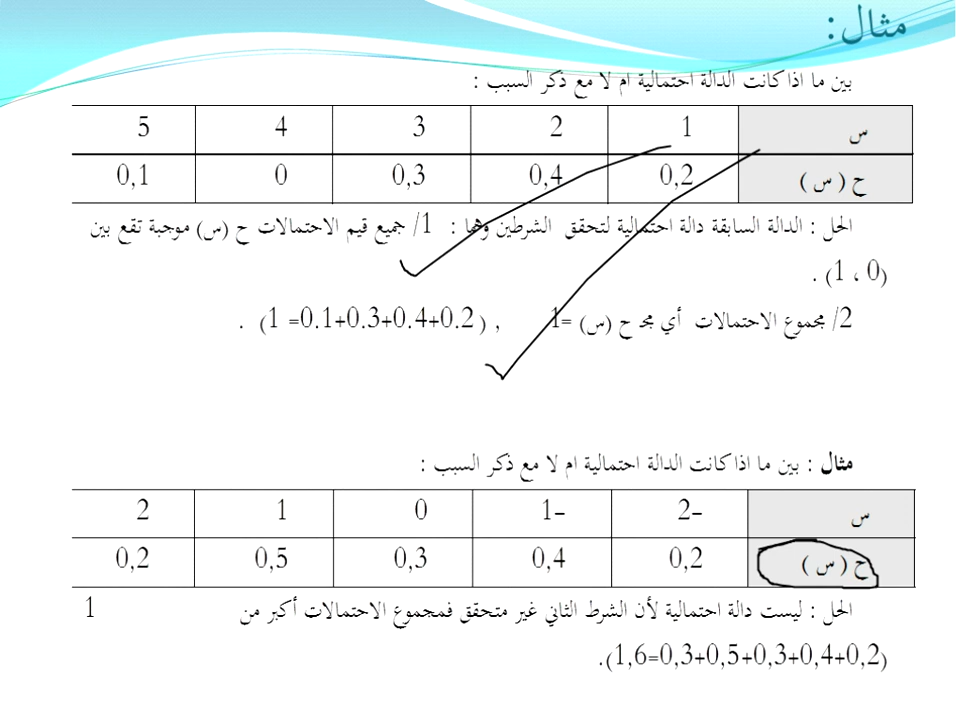 مثال:
بين ما اذا كانت الدالة احتمالية ام لا مع ذكر السبب :
س 1 2 3 4 5
ح ( س ) 0,2 0,4 0,3 0 0,1
الحل : الدالة السابقة دالة احتمالية لتحقق الشرطين وهما : 1/ جميع قيم الاحتمالات ح (س) موجبة تقع بين
(0 ، 1) .
2/ مجموع الاحتمالات أي مجـ ح (س) =1 , ( 0.2+0.4+0.3+0.1= 1) .
مثال : بين ما اذا كانت الدالة احتمالية ام لا مع ذكر السبب :
س 2- 1- 0 1 2
ح ( س ) 0,2 0,4 0,3 0,5 0,2
الحل : ليست دالة احتمالية لأن الشرط الثاني غير متحقق فمجموع الاحتمالات أكبر من 1
(0,2+0,4+0,3+0,5+0,3=1,6).